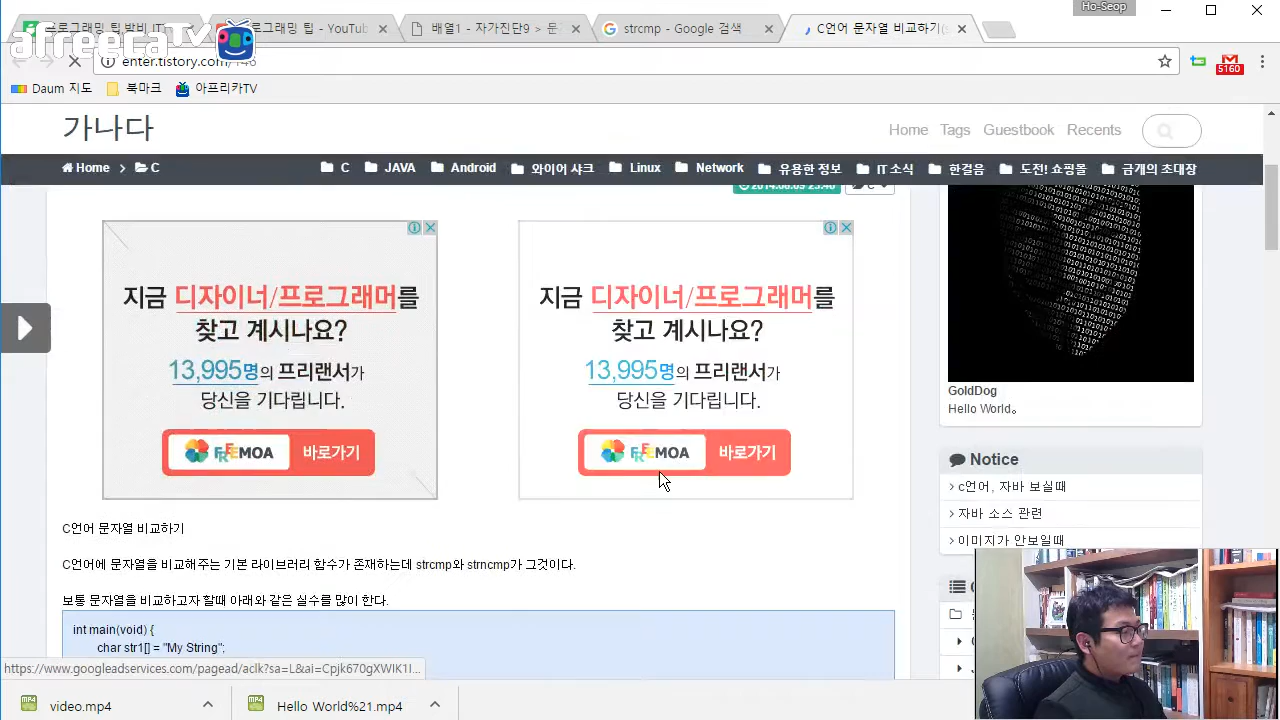 Ho-Seop
프로그래밍 팁,방비 IT
프로그래밍 팁 - YouTub
배열1 - 자가진단9 > 문
strcmp - Google 검색
C언어 문자열 비교하기(s
afreecaTV
enter.tistory.com/146
5160
Daum 지도
북마크
아프리카TV
가나다
Home
Tags
Guestbook
Recents
Home
C
C
JAVA
Android
와이어 샤크
Linux
Network
유용한 정보
IT 소식
한걸음
도전! 쇼핑몰
금개의 초대장
지금 디자이너/프로그래머를
찾고 계시나요?
13,995명의 프리랜서가
당신을 기다립니다.
FREEMOA
바로가기
지금 디자이너/프로그래머를
찾고 계시나요?
13,995명의 프리랜서가
당신을 기다립니다.
FREEMOA
바로가기
GoldDog
Hello World。
Notice
c언어, 자바 보실때
자바 소스 관련
이미지가 안보일때
C언어 문자열 비교하기
C언어에 문자열을 비교해주는 기본 라이브러리 함수가 존재하는데 strcmp와 strncmp가 그것이다.
보통 문자열을 비교하고자 할때 아래와 같은 실수를 많이 한다.
int main(void) {
char str1[] = "My String";
https://www.googleadservices.com/pagead/aclk?sa=L&ai=Cpjk670gXWIK1I...
video.mp4
Hello World%21.mp4